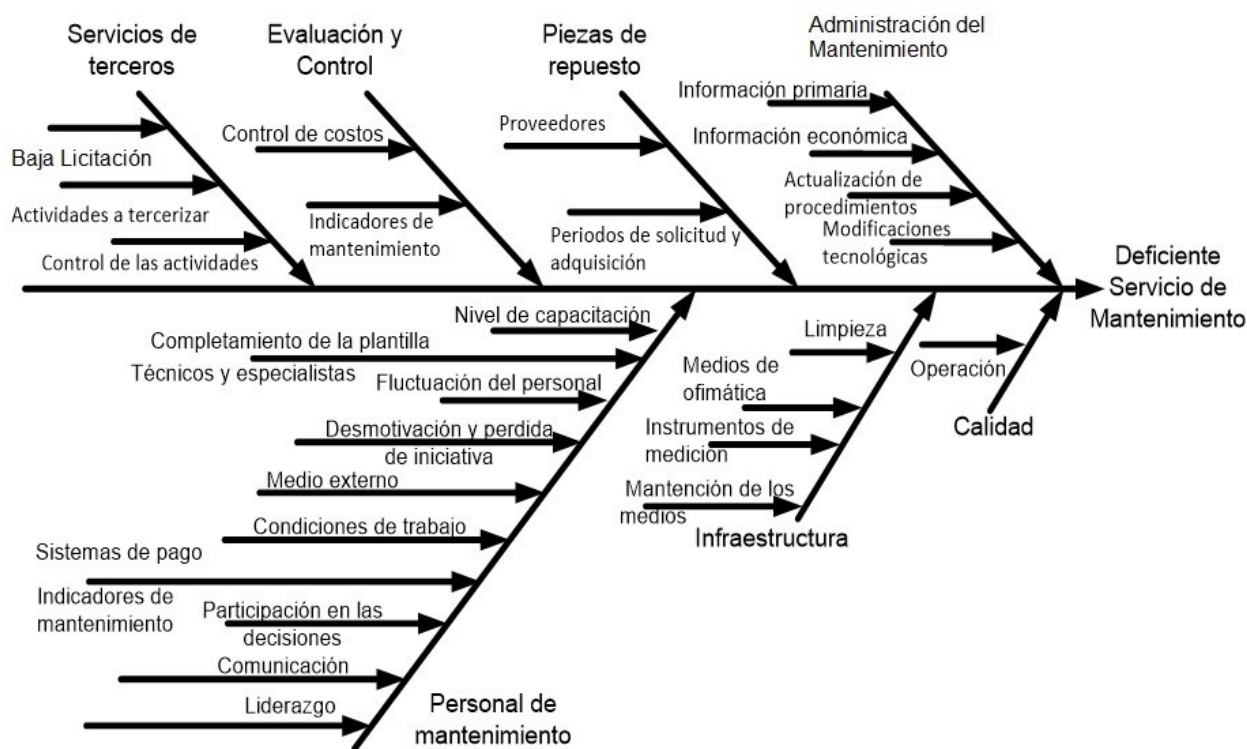 Servicios de
terceros
Baja Licitación
Actividades a tercerizar
Control de las actividades
Evaluación y
Control
Control de costos
Indicadores de
mantenimiento
Piezas de
repuesto
Proveedores
Periodos de solicitud y
adquisición
Administración del
Mantenimiento
Información primaria
Información económica
Actualización de
procedimientos
Modificaciones
tecnológicas
Deficiente
Servicio de
Mantenimiento
Nivel de capacitación
Completamiento de la plantilla
Técnicos y especialistas
Fluctuación del personal
Desmotivación y perdida
de iniciativa
Medio externo
Condiciones de trabajo
Sistemas de pago
Indicadores de
mantenimiento
Participación en las
decisiones
Comunicación
Liderazgo
Personal de
mantenimiento
Limpieza
Medios de
ofimática
Instrumentos de
medición
Mantención de los
medios
Infraestructura
Operación
Calidad